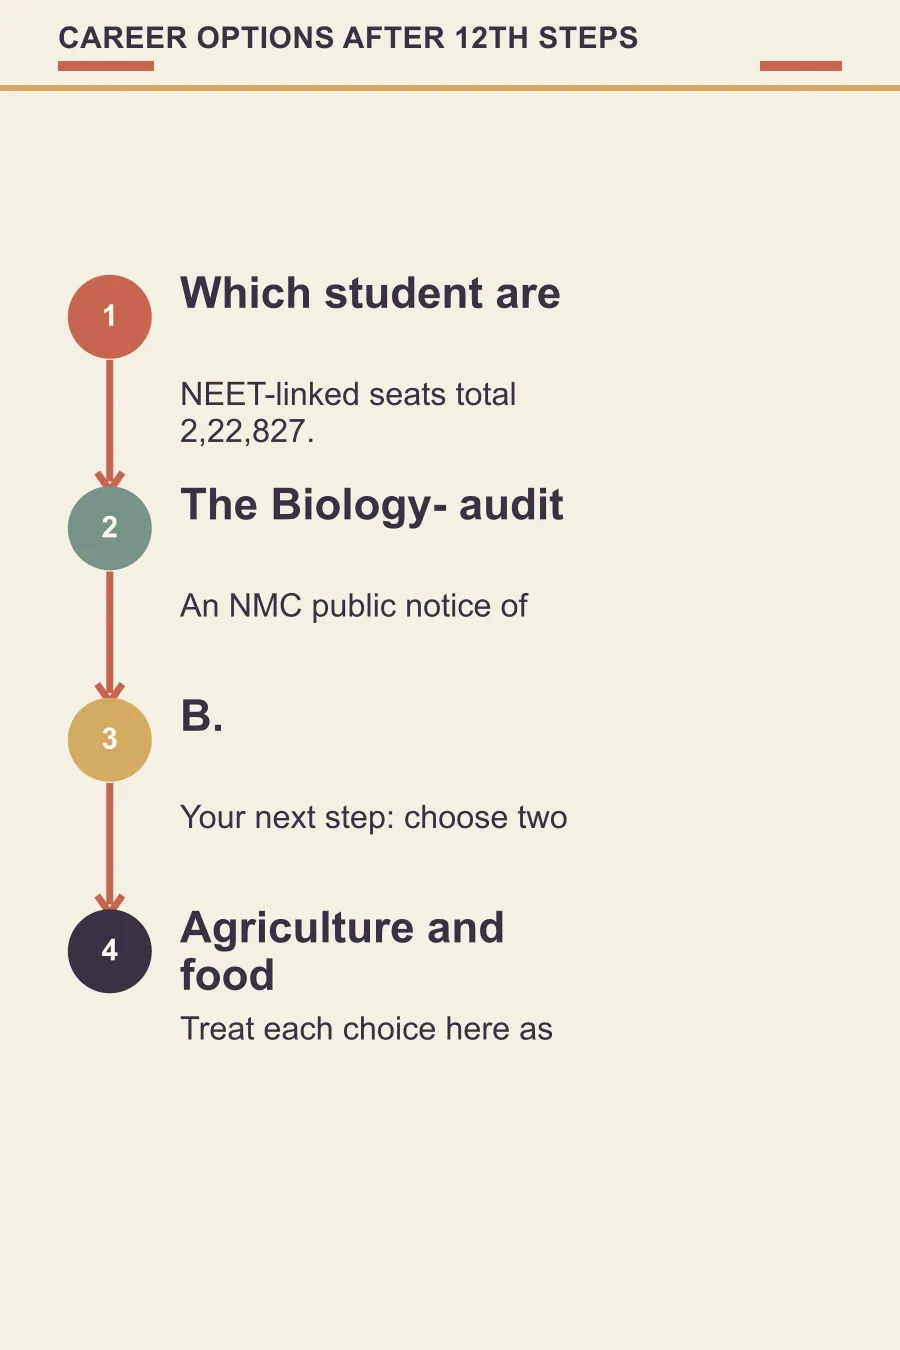 CAREER OPTIONS AFTER 12TH STEPS
1
Which student are
NEET-linked seats total
2,22,827.
2
The Biology- audit
An NMC public notice of
3
B.
Your next step: choose two
4
Agriculture and
food
Treat each choice here as